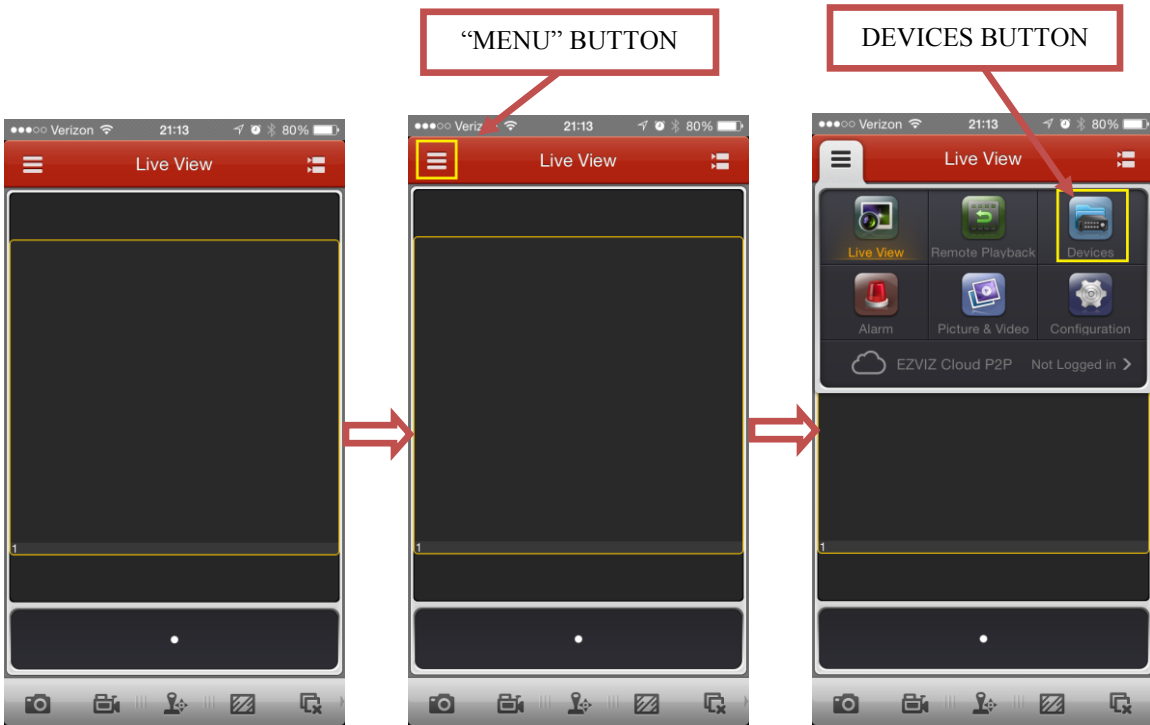 “MENU” BUTTON
DEVICES BUTTON
Verizon 21:13 80%
Live View
1
Veriz 21:13 80%
Live View
1
Verizon 21:13 80%
Live View
Live View Remote Playback Devices
Alarm Picture & Video Configuration
EZVIZ Cloud P2P Not Logged in
1